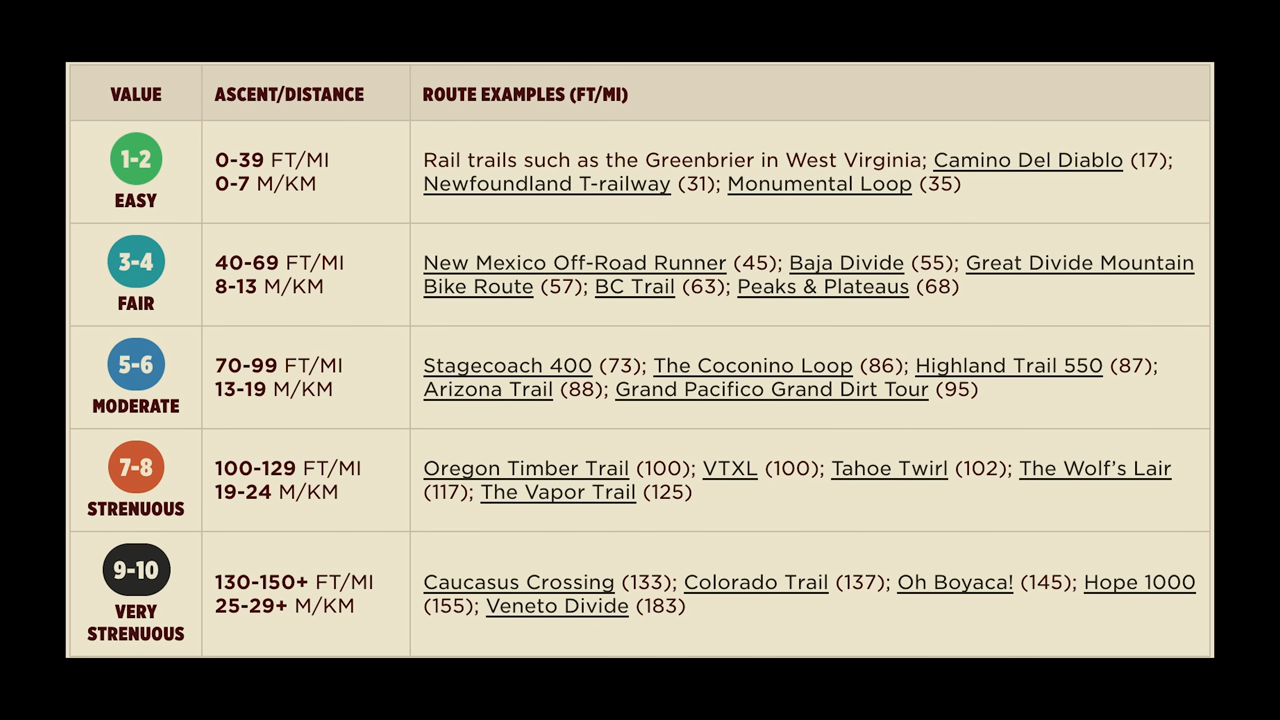 VALUE
ASCENT/DISTANCE
ROUTE EXAMPLES (FT/MI)
1-2
EASY
0-39 FT/MI
0-7 M/KM
Rail trails such as the Greenbrier in West Virginia; Camino Del Diablo (17);
Newfoundland T-railway (31); Monumental Loop (35)
3-4
FAIR
40-69 FT/MI
8-13 M/KM
New Mexico Off-Road Runner (45); Baja Divide (55); Great Divide Mountain
Bike Route (57); BC Trail (63); Peaks & Plateaus (68)
5-6
MODERATE
70-99 FT/MI
13-19 M/KM
Stagecoach 400 (73); The Coconino Loop (86); Highland Trail 550 (87);
Arizona Trail (88); Grand Pacifico Grand Dirt Tour (95)
7-8
STRENUOUS
100-129 FT/MI
19-24 M/KM
Oregon Timber Trail (100); VTXL (100); Tahoe Twirl (102); The Wolf’s Lair
(117); The Vapor Trail (125)
9-10
VERY
STRENUOUS
130-150+ FT/MI
25-29+ M/KM
Caucasus Crossing (133); Colorado Trail (137); Oh Boyaca! (145); Hope 1000
(155); Veneto Divide (183)